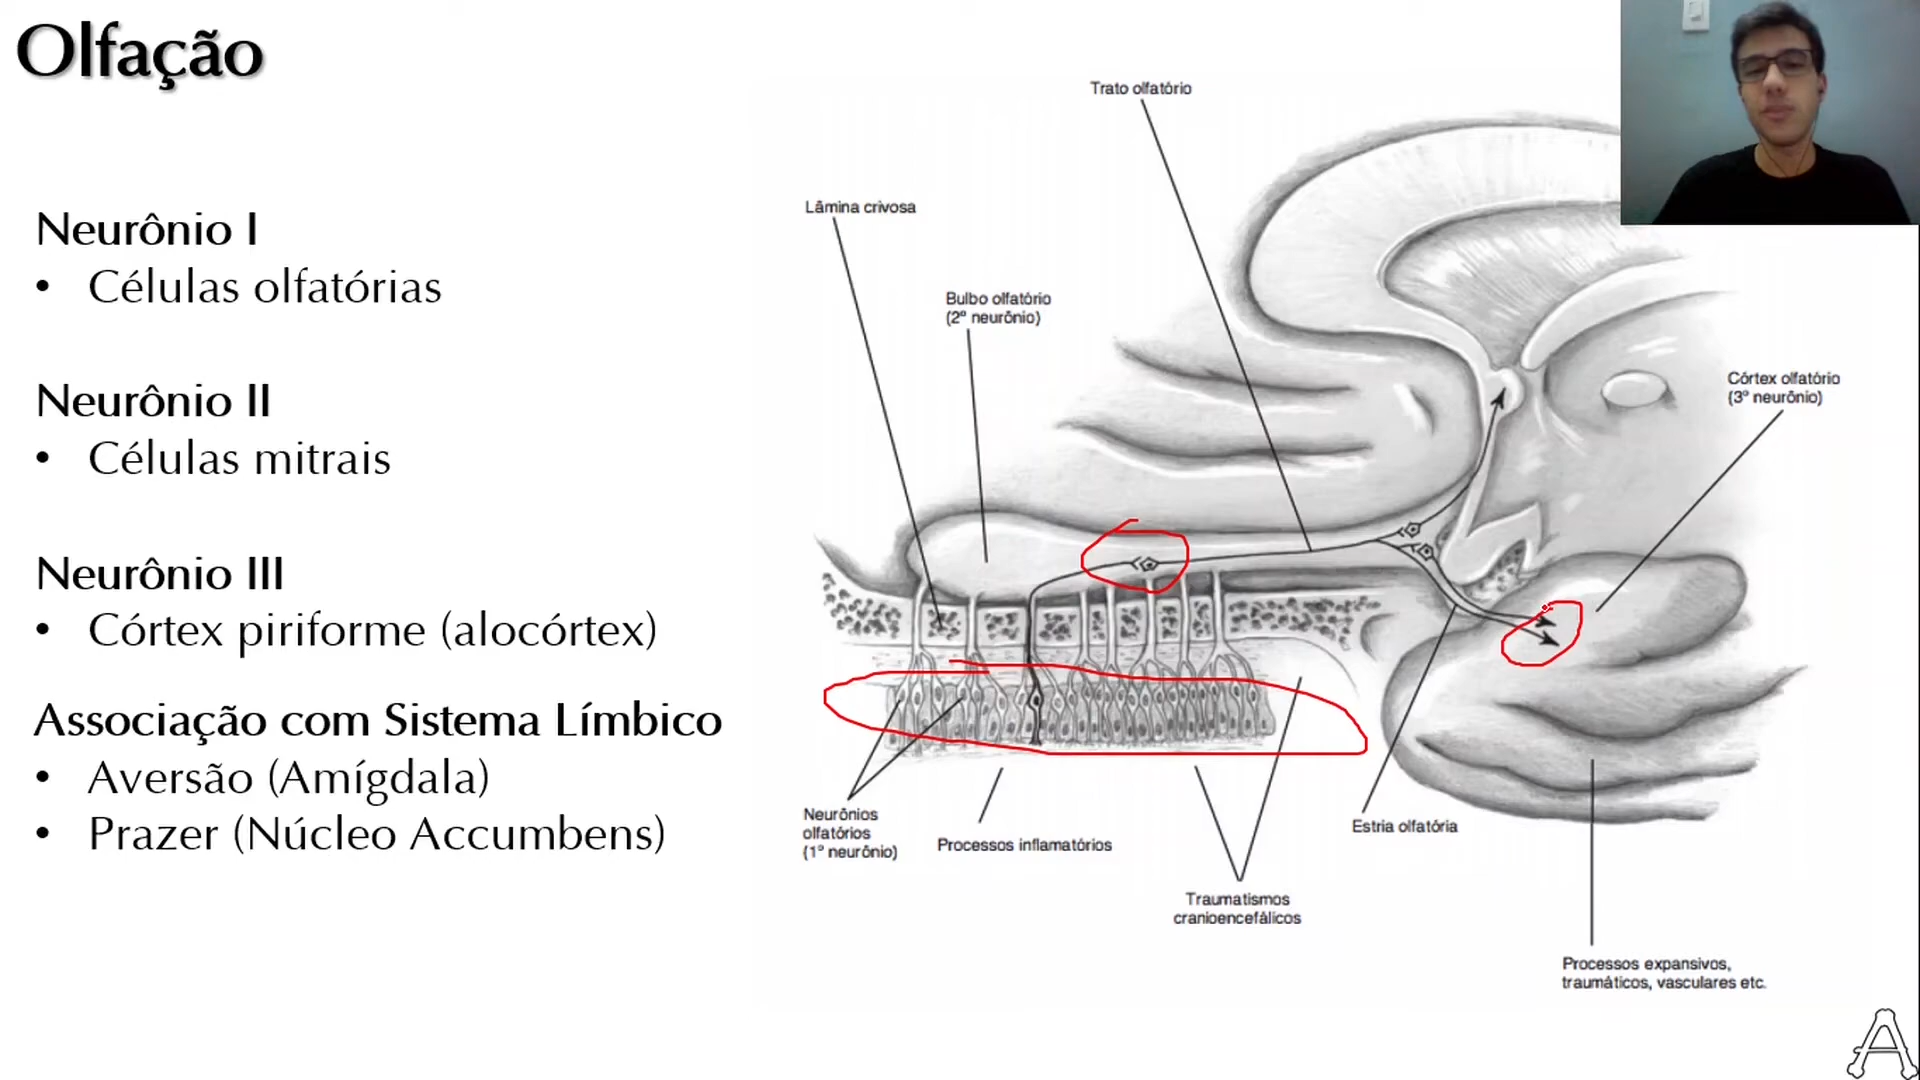 Olfação
Neurônio I
• Células olfatórias
Neurônio II
• Células mitrais
Neurônio III
• Córtex piriforme (alocórtex)
Associação com Sistema Límbico
• Aversão (Amígdala)
• Prazer (Núcleo Accumbens)
Trato olfatório
Lâmina crivosa
Bulbo olfatório
(2º neurônio)
Córtex olfatório
(3º neurônio)
Neurônios
olfatórios
(1º neurônio)
Processos inflamatórios
Traumatismos
cranioencefálicos
Estria olfatória
Processos expansivos,
traumáticos, vasculares etc.
A